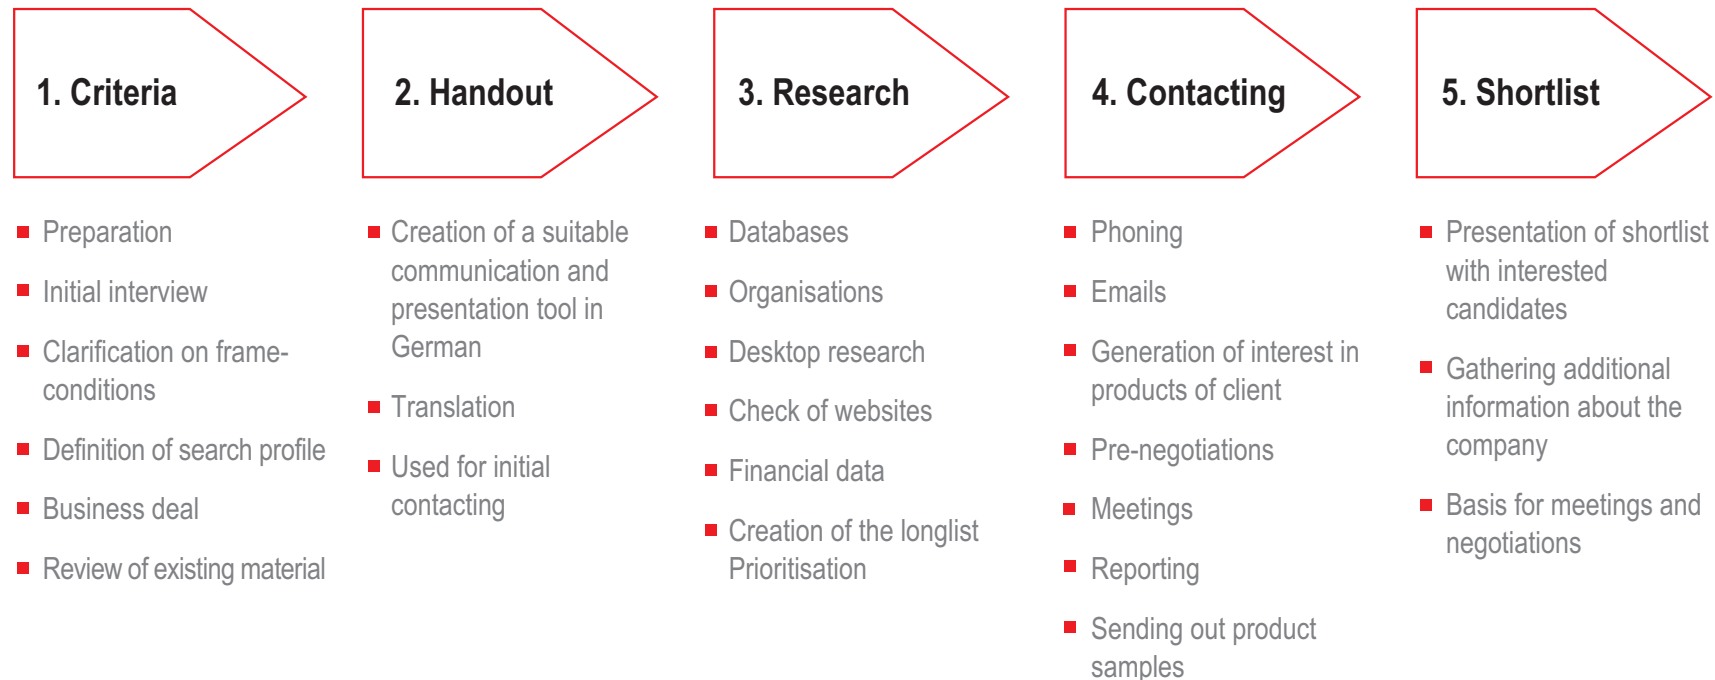 1. Criteria
Preparation
Initial interview
Clarification on frame-
conditions
Definition of search profile
Business deal
Review of existing material
2. Handout
Creation of a suitable
communication and
presentation tool in
German
Translation
Used for initial
contacting
3. Research
Databases
Organisations
Desktop research
Check of websites
Financial data
Creation of the longlist
Prioritisation
4. Contacting
Phoning
Emails
Generation of interest in
products of client
Pre-negotiations
Meetings
Reporting
Sending out product
samples
5. Shortlist
Presentation of shortlist
with interested
candidates
Gathering additional
information about the
company
Basis for meetings and
negotiations